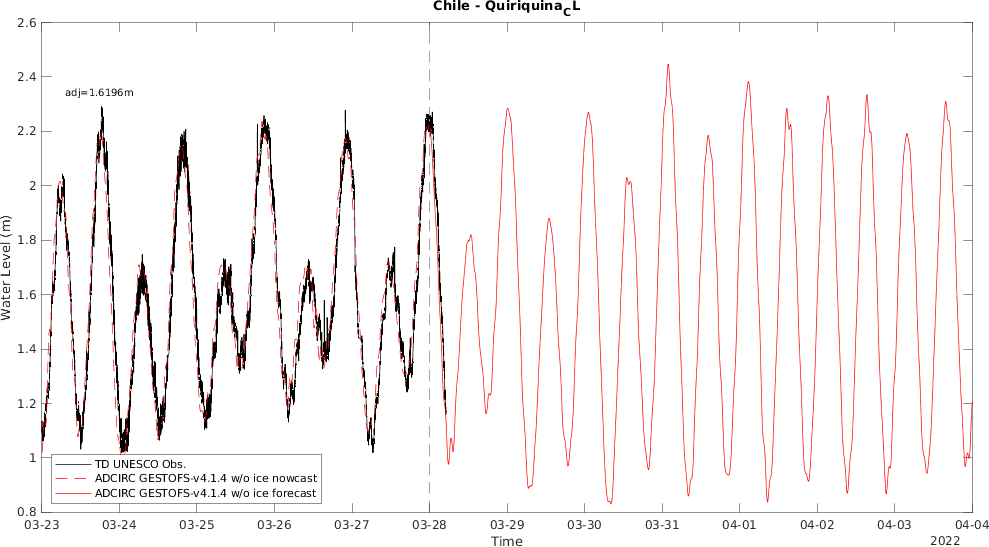 Chile - Quiriquina_CL
2.6
2.4
adj=1.6196m
2.2
2
1.8
Water Level (m)
1.6
1.4
1.2
1
TD UNESCO Obs.
ADCIRC GESTOFS-v4.1.4 w/o ice nowcast
ADCIRC GESTOFS-v4.1.4 w/o ice forecast
0.8
03-23 03-24 03-25 03-26 03-27 03-28 03-29 03-30 03-31 04-01 04-02 04-03 04-04
Time
2022